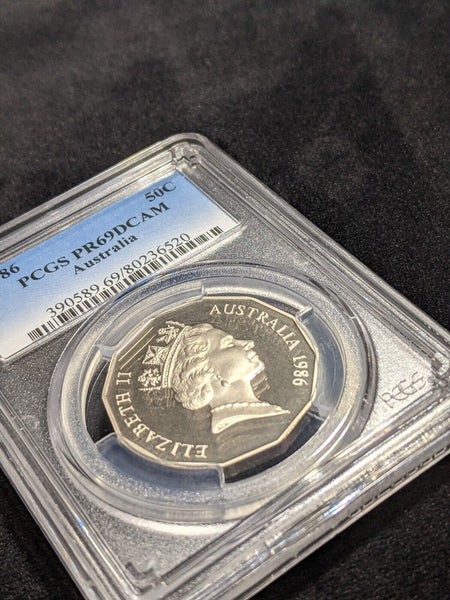 86 50C
PCGS PR69DCAM
Australia
390589.69/80236520
ELIZABETH II AUSTRALIA 1986
PCGS